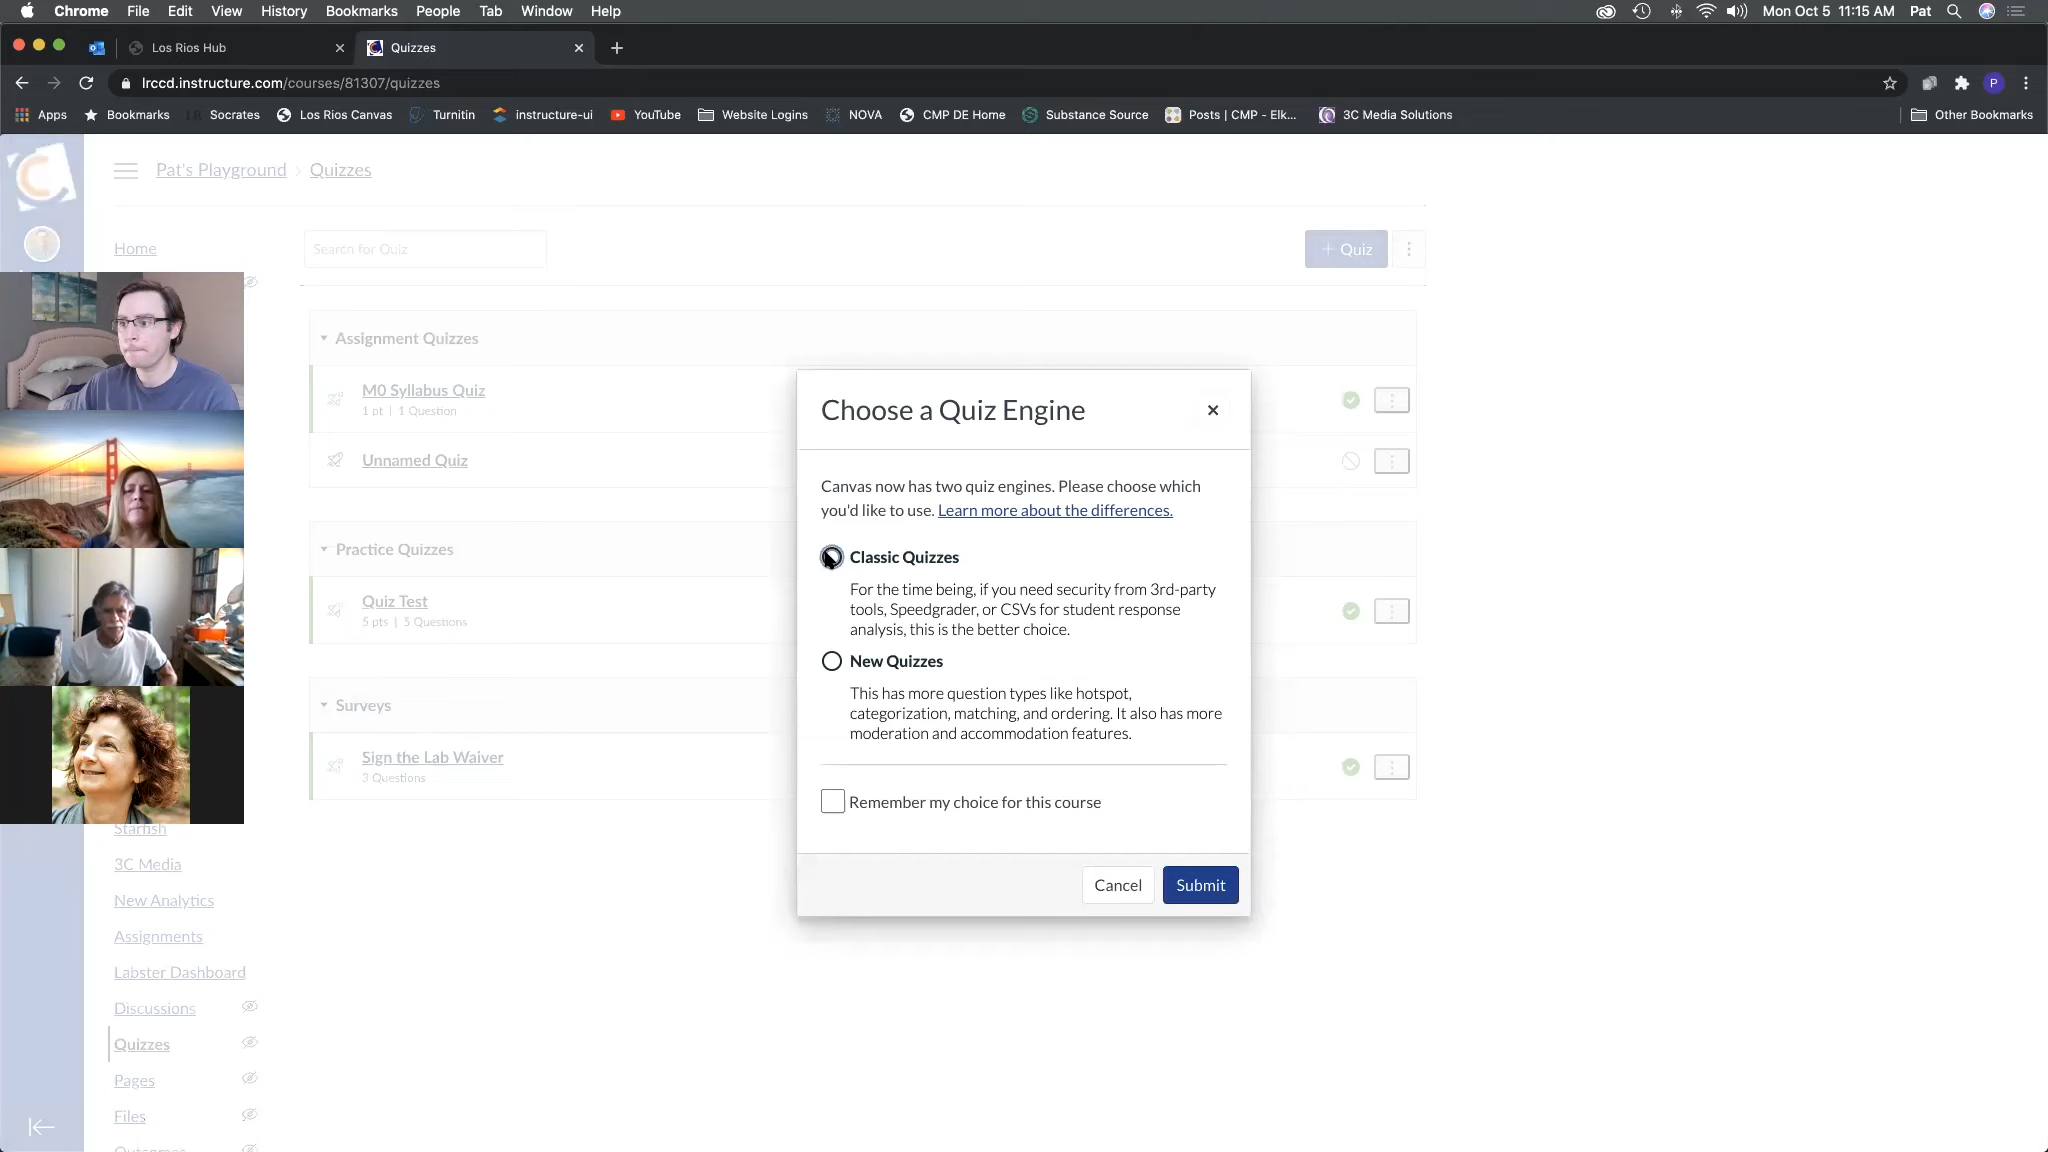 Chrome File Edit View History Bookmarks People Tab Window Help Mon Oct 5 11:15 AM Pat
Los Rios Hub Quizzes
lrccd.instructure.com/courses/81307/quizzes P
Apps Bookmarks Socrates Los Rios Canvas Turnitin instructure-ui YouTube Website Logins NOVA CMP DE Home Substance Source Posts | CMP - Elk... 3C Media Solutions Other Bookmarks
Pat's Playground › Quizzes
Home
Search for Quiz
+ Quiz
Assignment Quizzes
M0 Syllabus Quiz
1 pt | 1 Question
Unnamed Quiz
Practice Quizzes
Quiz Test
5 pts | 5 Questions
Surveys
Sign the Lab Waiver
3 Questions
Starfish
3C Media
New Analytics
Assignments
Labster Dashboard
Discussions
Quizzes
Pages
Files
Outcomes
Choose a Quiz Engine
Canvas now has two quiz engines. Please choose which
you'd like to use. Learn more about the differences.
Classic Quizzes
For the time being, if you need security from 3rd-party
tools, Speedgrader, or CSVs for student response
analysis, this is the better choice.
New Quizzes
This has more question types like hotspot,
categorization, matching, and ordering. It also has more
moderation and accommodation features.
Remember my choice for this course
Cancel Submit